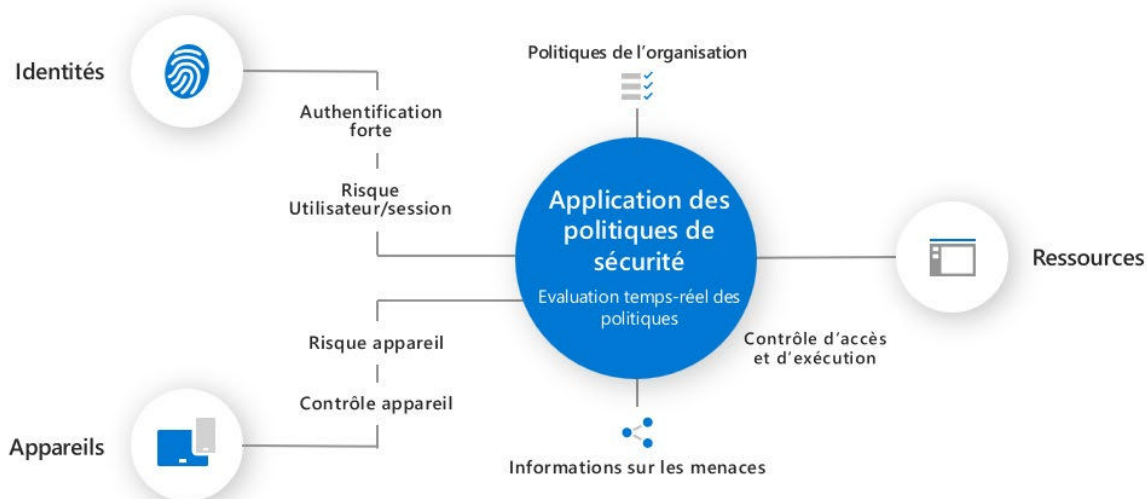 Identités
Authentification
forte
Risque
Utilisateur/session
Politiques de l'organisation
Application des
politiques de
sécurité
Evaluation temps-réel des
politiques
Ressources
Contrôle d'accès
et d'exécution
Risque appareil
Contrôle appareil
Appareils
Informations sur les menaces